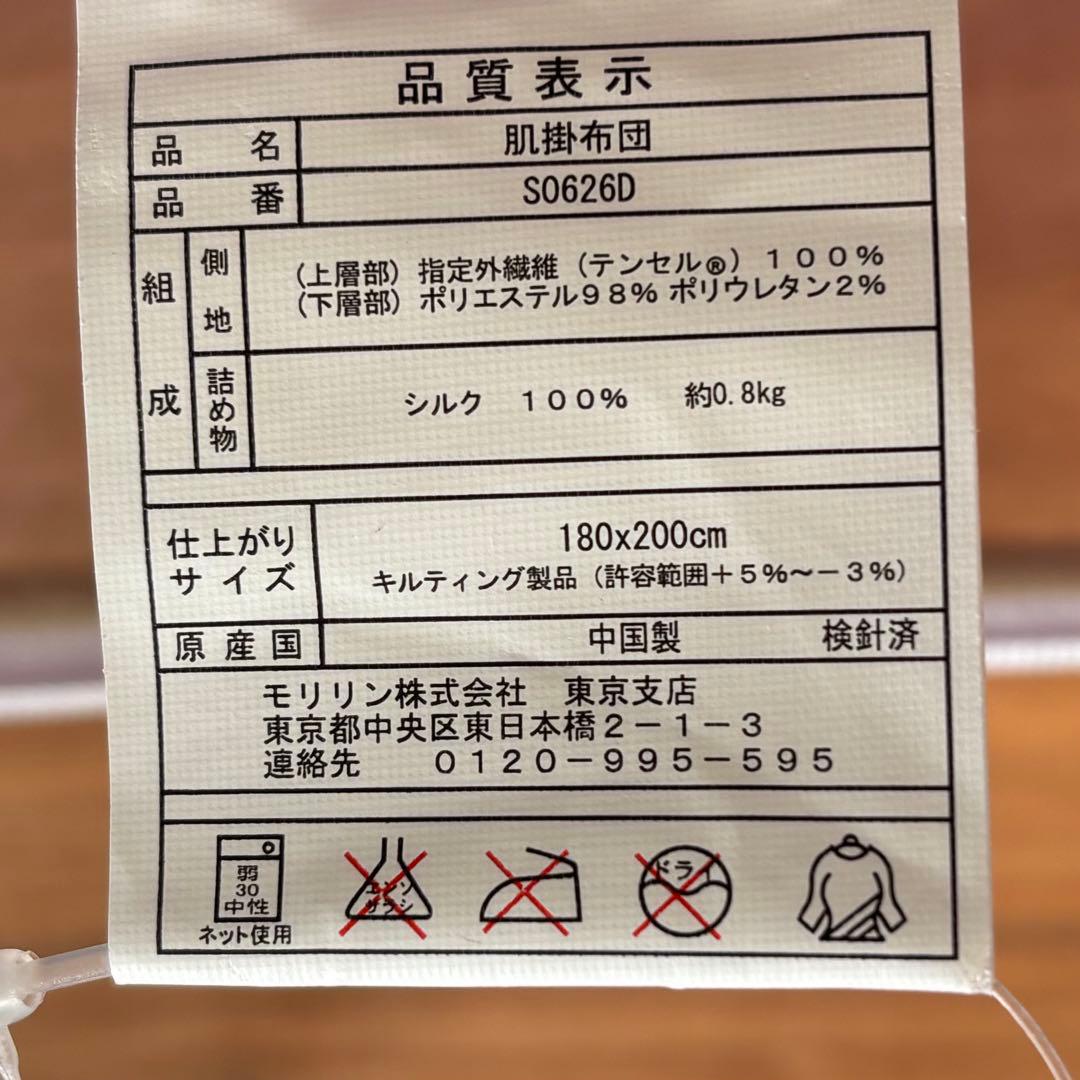 品質表示
品名 肌掛布団
品番 S0626D
組成
側地
(上層部)指定外繊維(テンセル®)100%
(下層部)ポリエステル98% ポリウレタン2%
詰め物
シルク 100% 約0.8kg
仕上がり
サイズ
180x200cm
キルティング製品(許容範囲+5%~-3%)
原産国 中国製 検針済
モリリン株式会社 東京支店
東京都中央区東日本橋2-1-3
連絡先 0120-995-595
弱
30
中性
ネット使用
エンソ
サラシ
ドライ